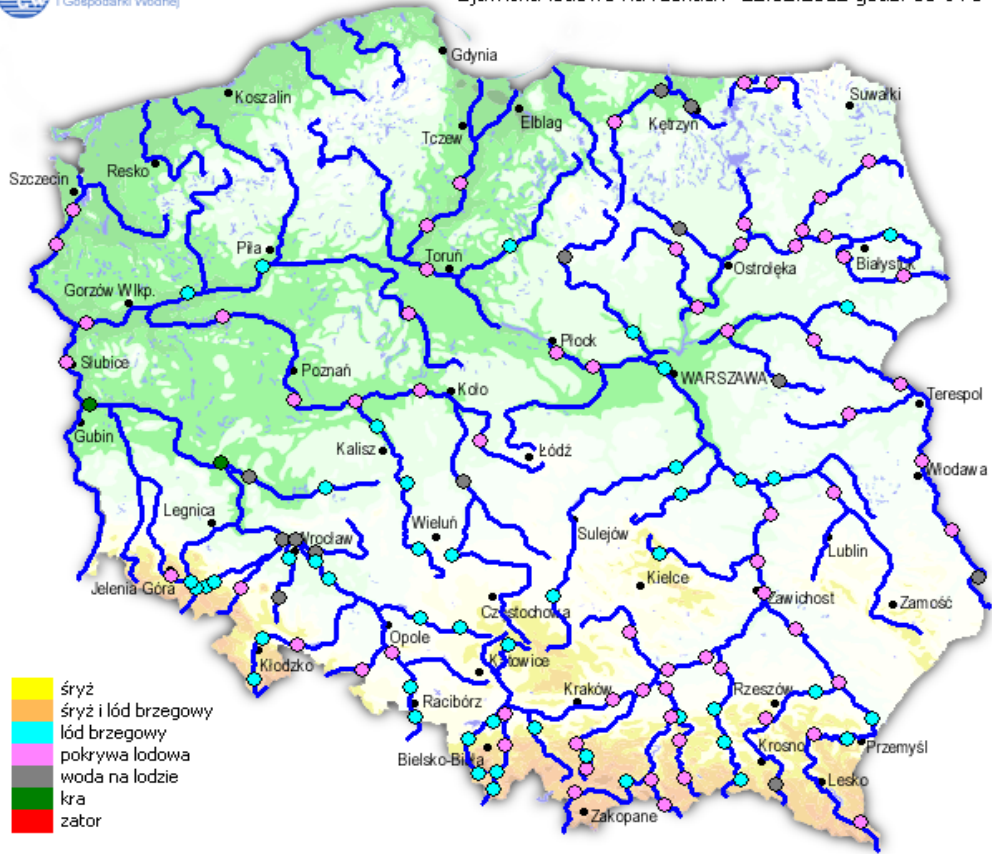 i Gospodarki Wodnej
Gdynia
Koszalin
Suwałki
Elbląg
Kętrzyn
Tczew
Resko
Szczecin
Piła
Toruń
Ostrołęka
Białystok
Gorzów Wlkp.
Płock
Słubice
Poznań
WARSZAWA
Koło
Terespol
Gubin
Kalisz
Łódź
Włodawa
Legnica
Wieluń
Sulejów
Wrocław
Lublin
Jelenia Góra
Kielce
Zawichost
Zamość
Częstochowa
Opole
Kłodzko
Katowice
Racibórz
Kraków
Rzeszów
Bielsko-Biała
Krosno
Przemyśl
Lesko
Zakopane
śryż
śryż i lód brzegowy
lód brzegowy
pokrywa lodowa
woda na lodzie
kra
zator